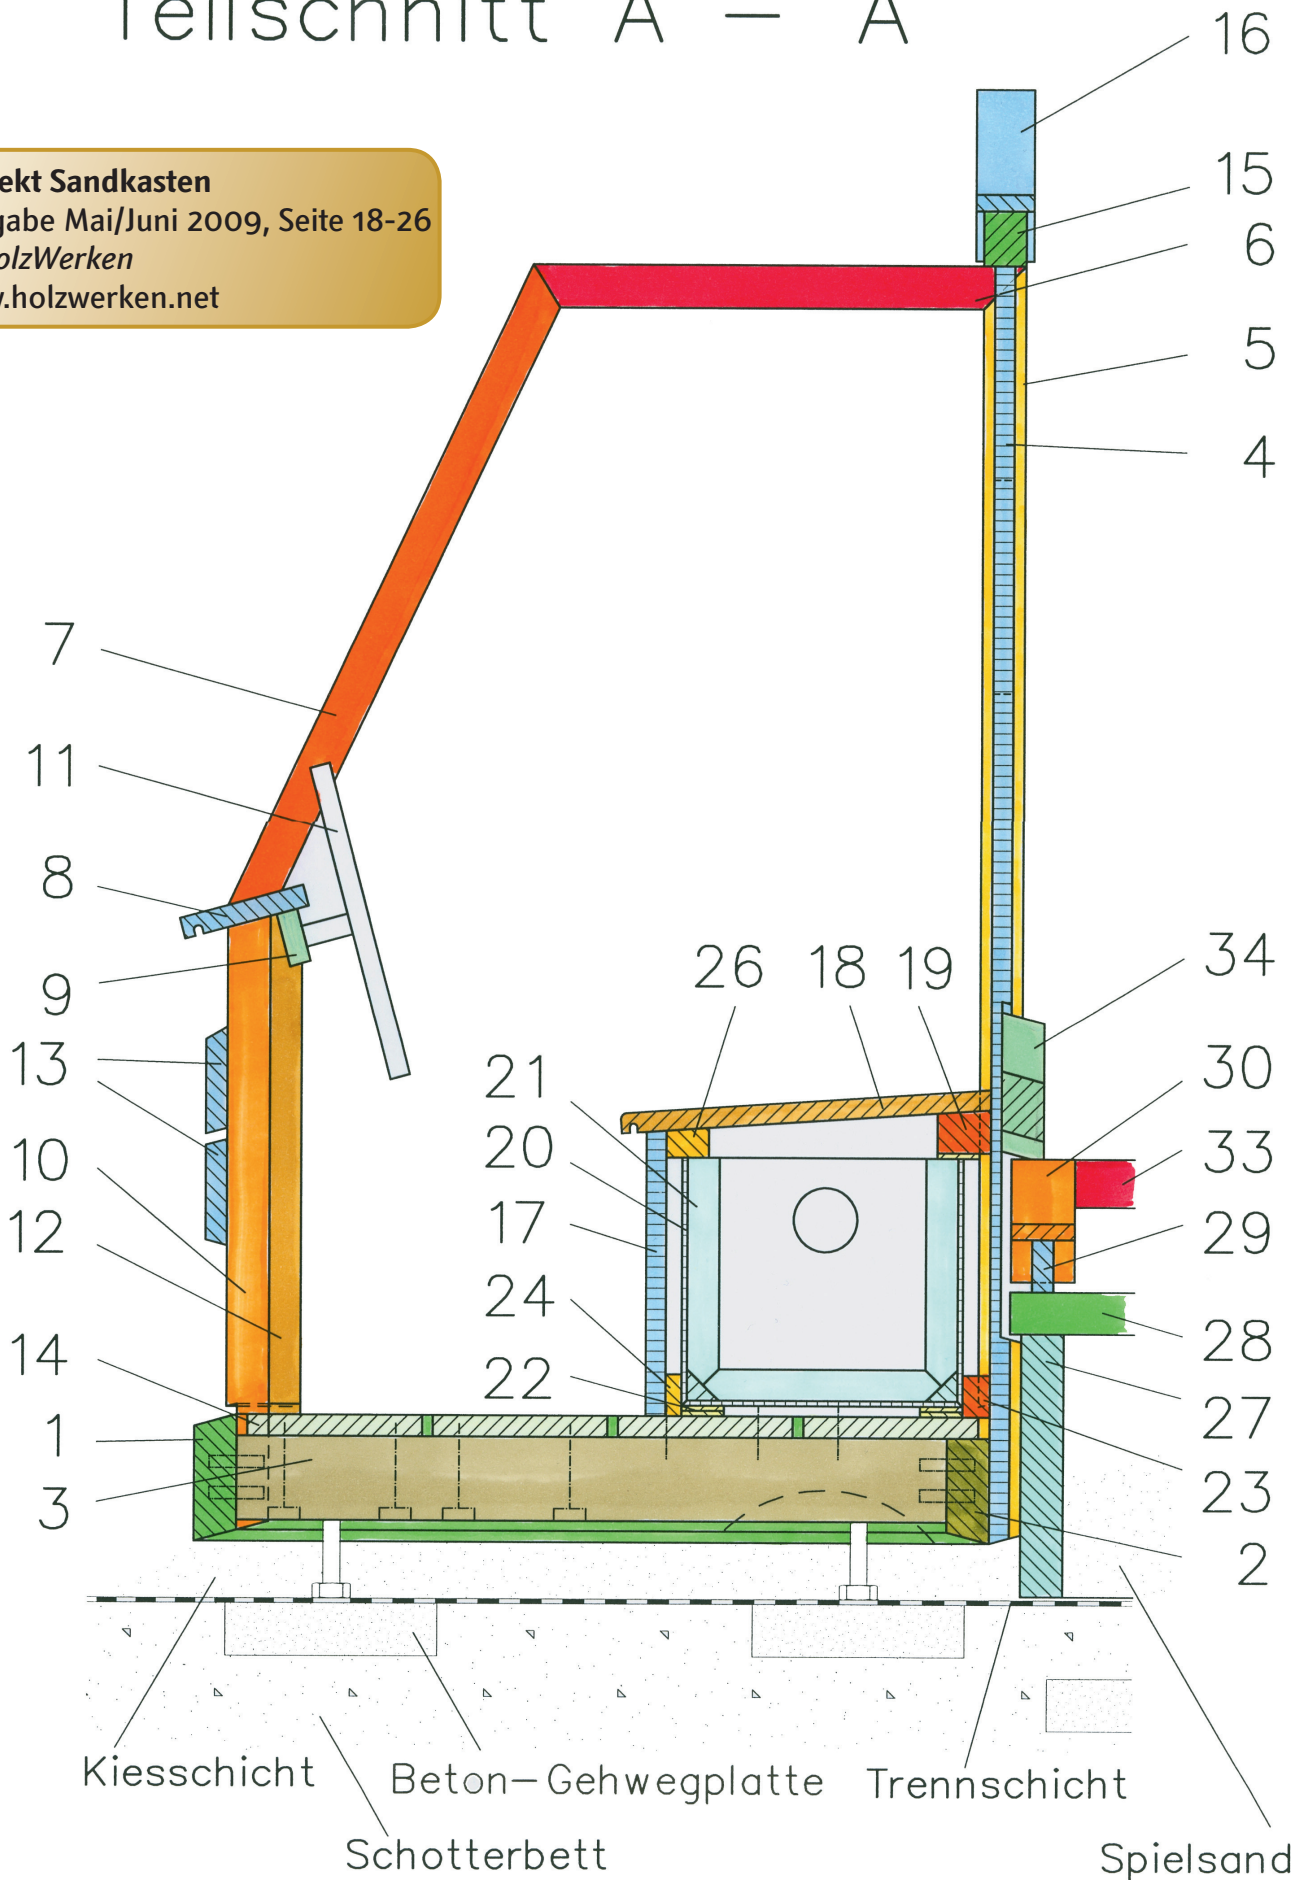 Teilschnitt A – A
ekt Sandkasten
gabe Mai/Juni 2009, Seite 18-26
olzWerken
.holzwerken.net
16
15
6
5
4
7
11
8
9
13
10
12
14
1
3
26 18 19
21
20
17
24
22
34
30
33
29
28
27
23
2
Kiesschicht
Beton–Gehwegplatte
Trennschicht
Schotterbett
Spielsand